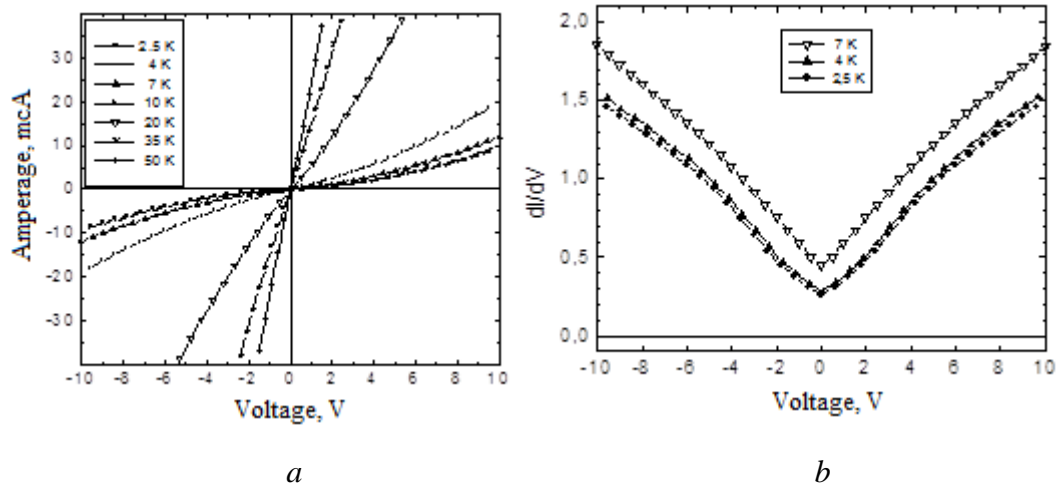 Amperage, mcA
30
20
10
0
-10
-20
-30
2.5 K
4 K
7 K
10 K
20 K
35 K
50 K
-10 -8 -6 -4 -2 0 2 4 6 8 10
Voltage, V
a
dI/dV
2,0
1,5
1,0
0,5
0,0
7 K
4 K
2,5 K
-10 -8 -6 -4 -2 0 2 4 6 8 10
Voltage, V
b